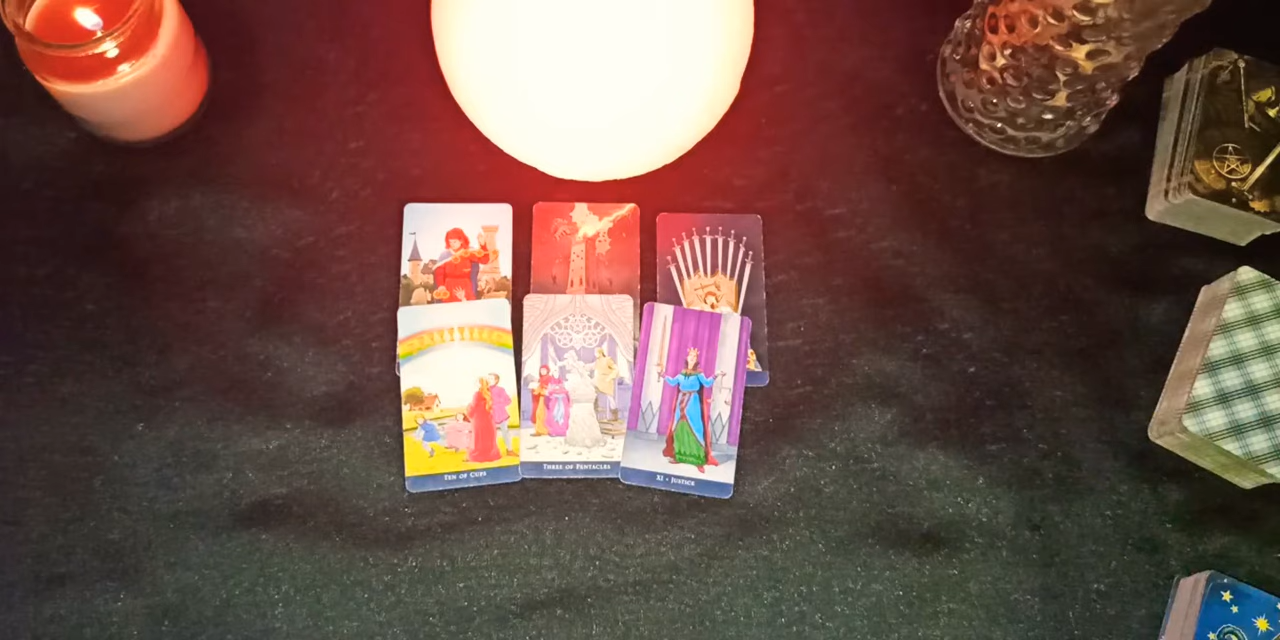 TEN OF CUPS
THREE OF PENTACLES
XI • JUSTICE